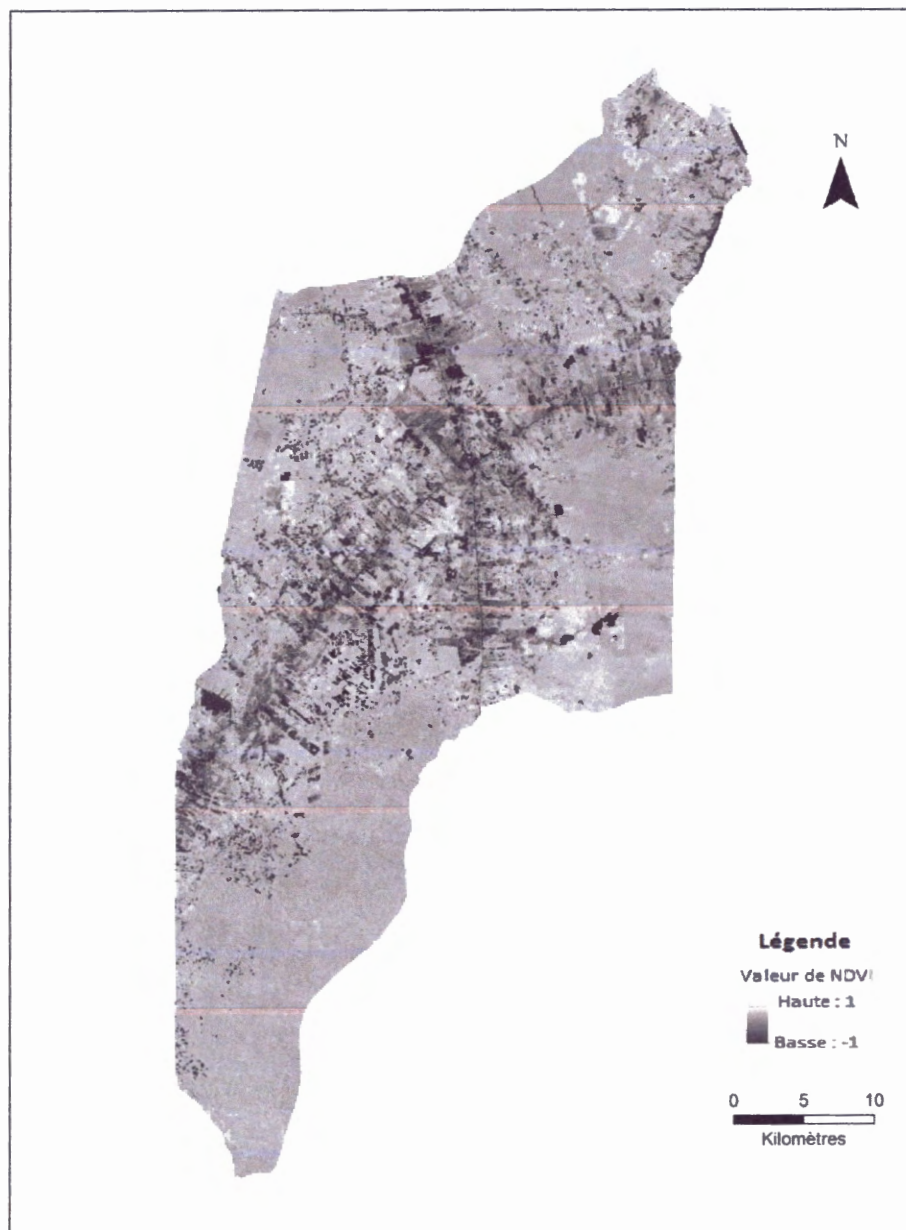 N
Légende
Valeur de NDVI
Haute : 1
Basse : -1
0 5 10
Kilomètres